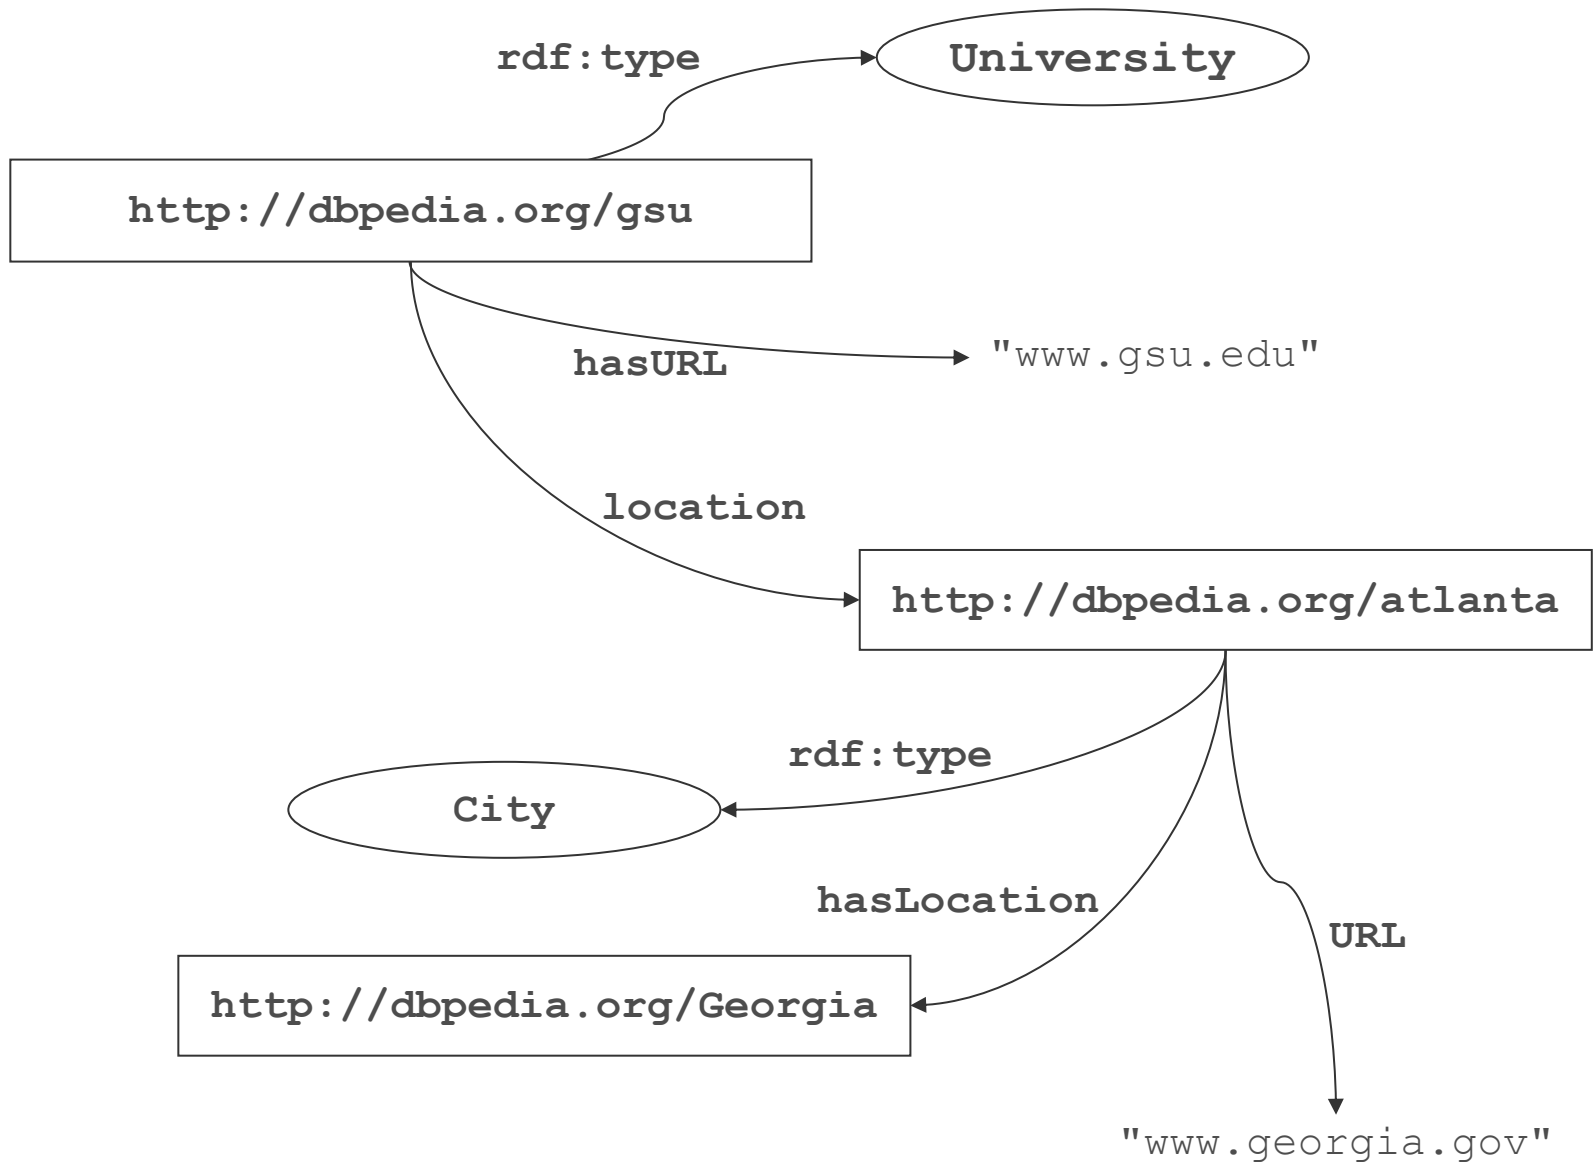 rdf:type
University
http://dbpedia.org/gsu
"www.gsu.edu"
hasURL
location
http://dbpedia.org/atlanta
rdf:type
City
hasLocation
URL
http://dbpedia.org/Georgia
"www.georgia.gov"